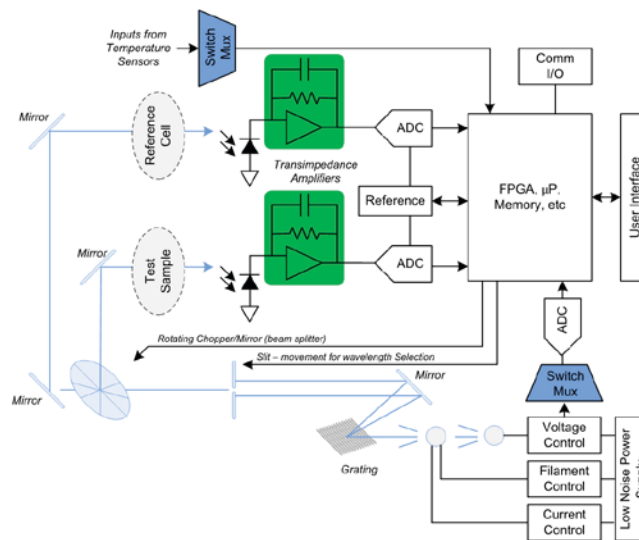 Inputs from
Temperature
Sensors
Switch
Mux
Comm
I/O
Mirror
Reference
Cell
ADC
Transimpedance
Amplifiers
Reference
FPGA, µP.
Memory, etc
User Interface
Mirror
Test
Sample
ADC
ADC
Rotating Chopper/Mirror (beam splitter)
Slit – movement for wavelength Selection
Mirror
Mirror
Switch
Mux
Grating
Voltage
Control
Filament
Control
Current
Control
Low Noise Power